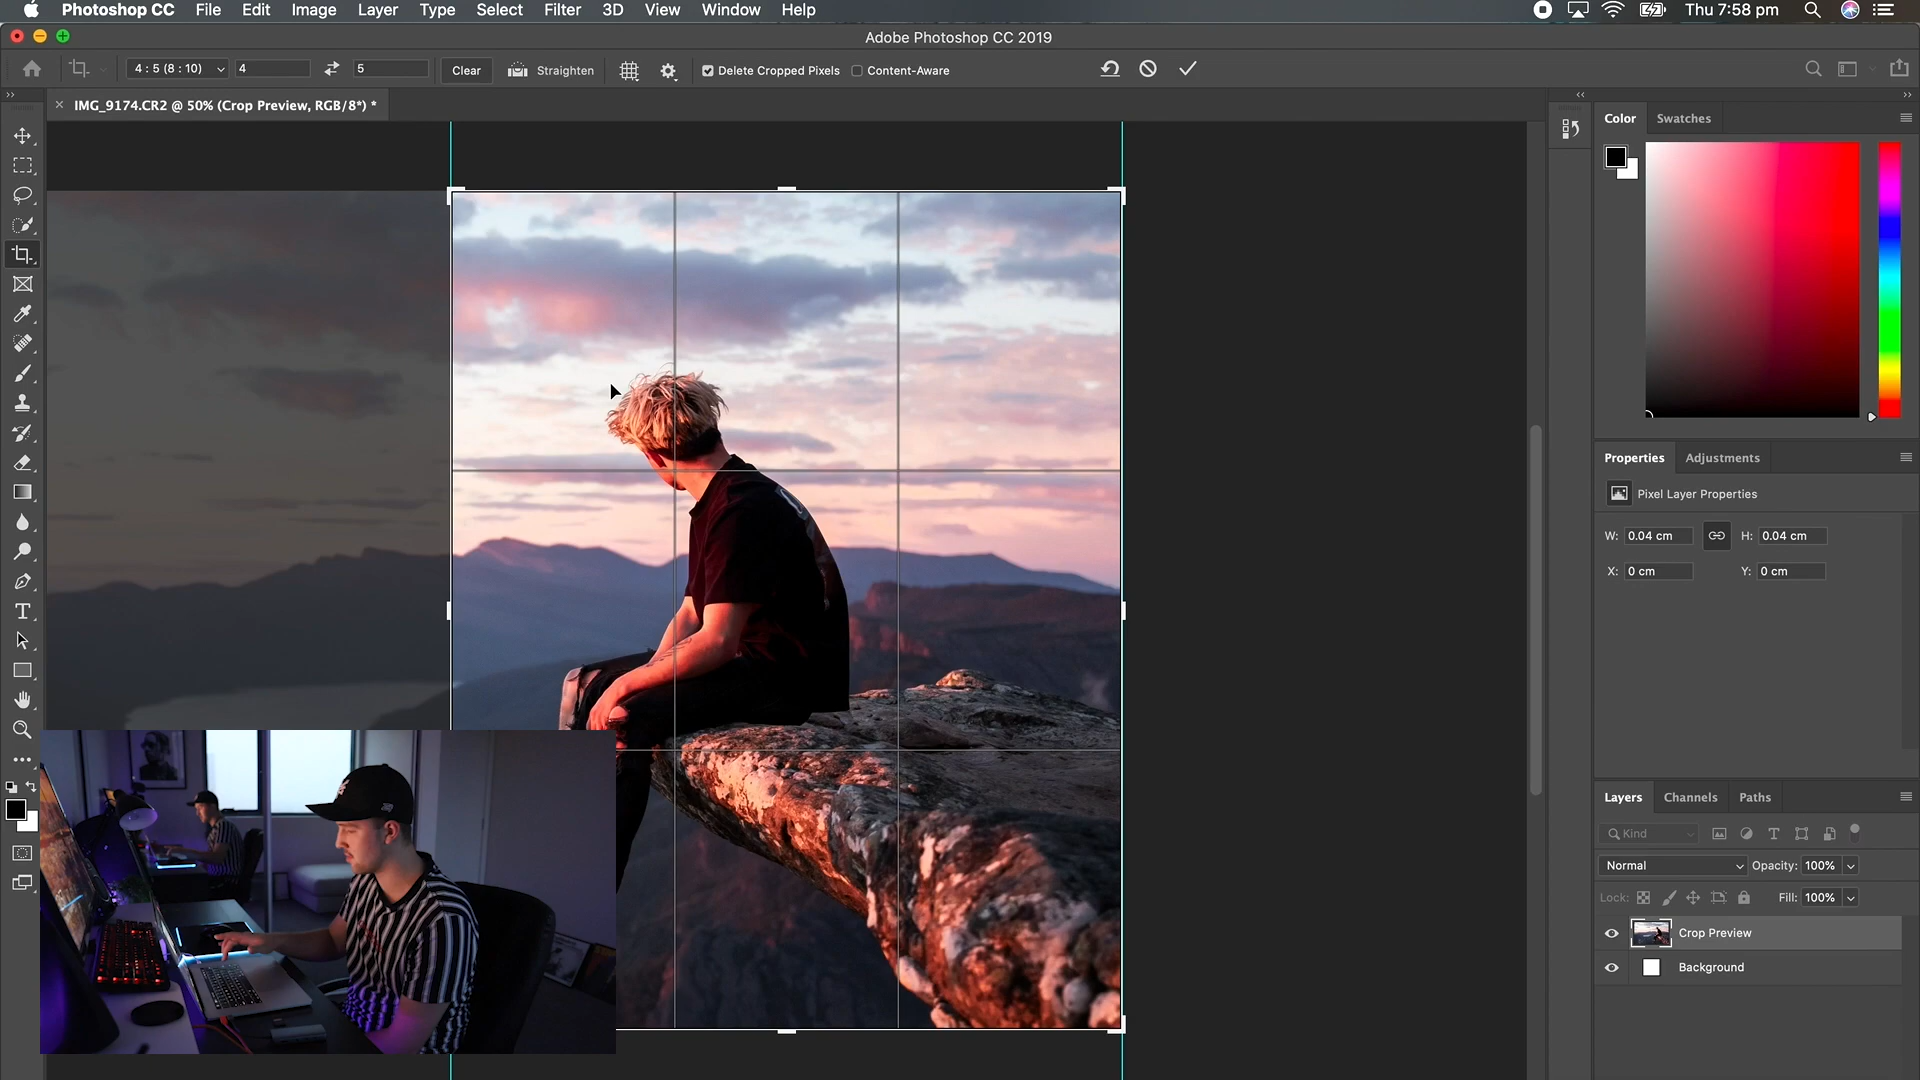 Photoshop CC File Edit Image Layer Type Select Filter 3D View Window Help Thu 7:58 pm
Adobe Photoshop CC 2019
4 : 5 (8 : 10) 4 5 Clear Straighten Delete Cropped Pixels Content-Aware
IMG_9174.CR2 @ 50% (Crop Preview, RGB/8*) *
Color Swatches
Properties Adjustments
Pixel Layer Properties
W: 0.04 cm H: 0.04 cm
X: 0 cm Y: 0 cm
Layers Channels Paths
Kind
Normal Opacity: 100%
Lock: Fill: 100%
Crop Preview
Background